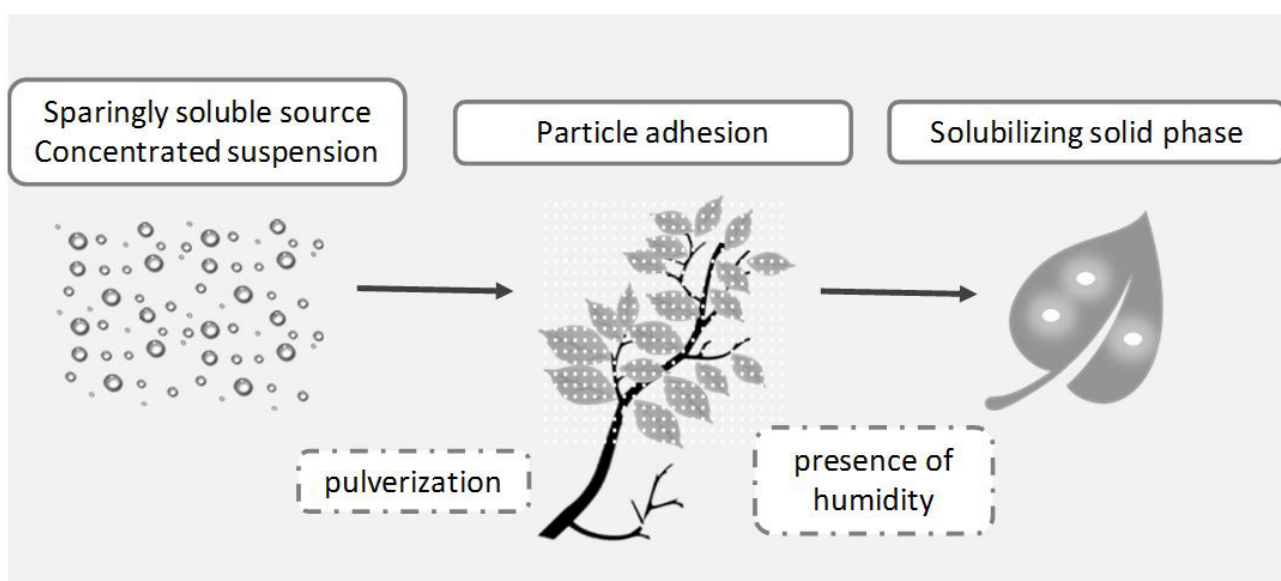 Sparingly soluble source
Concentrated suspension
Particle adhesion
Solubilizing solid phase
pulverization
presence of
humidity